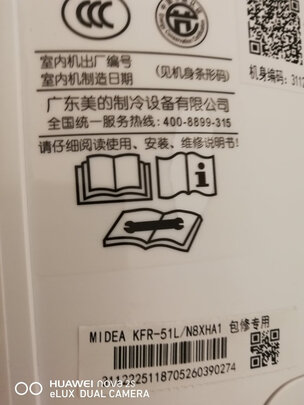 CCC
室内机出厂编号
室内机制造日期
(见机身条形码)
机身编码: 3112
广东美的制冷设备有限公司
全国统一服务热线: 400-8899-315
请仔细阅读使用、安装、维修说明书!
i
MIDEA KFR-51L/N8XHA1 包修专用
HUAWEI nova 2s
eLUX DUAL CAMERA